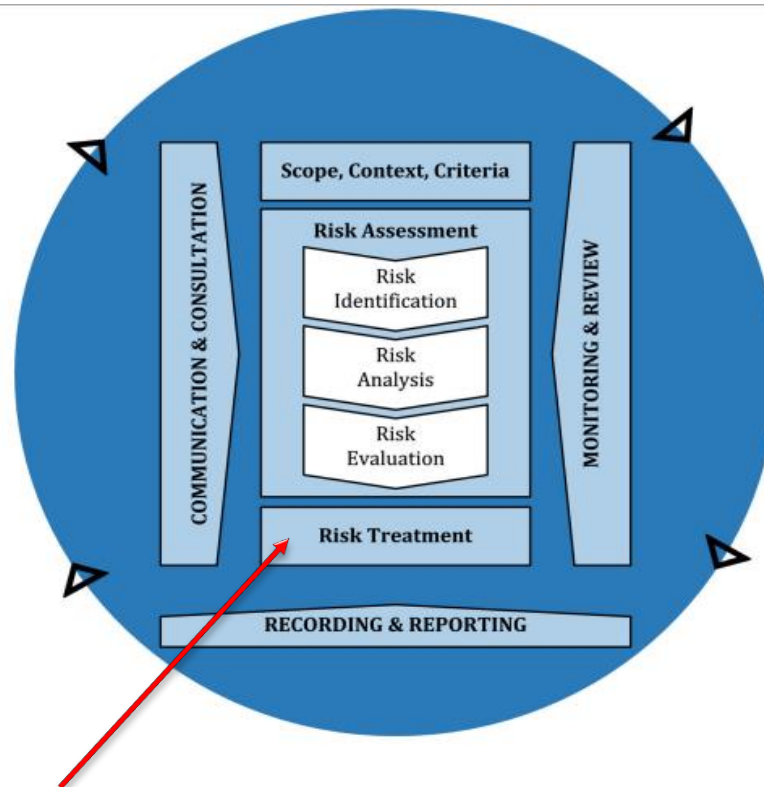 Scope, Context, Criteria
COMMUNICATION & CONSULTATION
Risk Assessment
Risk
Identification
Risk
Analysis
Risk
Evaluation
MONITORING & REVIEW
Risk Treatment
RECORDING & REPORTING